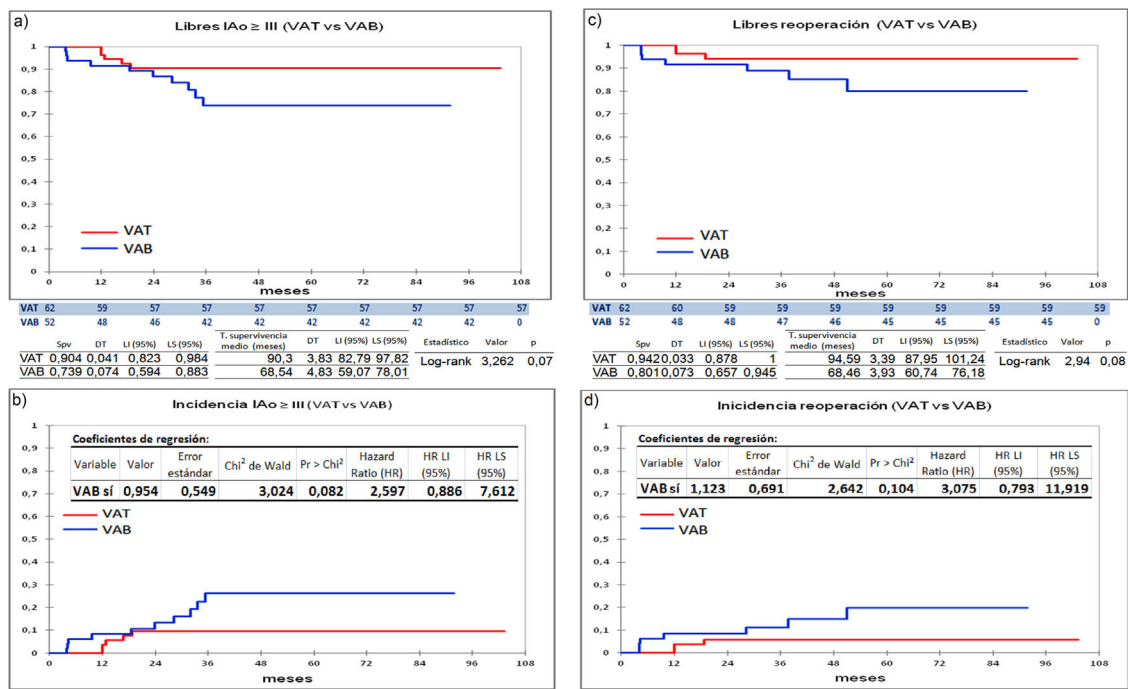 a)
Libres IAo ≥ III (VAT vs VAB)
1
0,9
0,8
0,7
0,6
0,5
0,4
0,3
0,2
0,1
0
VAT
VAB
0 12 24 36 48 60 72 84 96 108
meses
VAT 62 59 57 57 57 57 57 57 57 57
VAB 52 48 46 42 42 42 42 42 42 0
Spv DT LI (95%) LS (95%) T. supervivencia medio (meses) DT LI (95%) LS (95%) Estadístico Valor p
VAT 0,904 0,041 0,823 0,984 90,3 3,83 82,79 97,82 Log-rank 3,262 0,07
VAB 0,739 0,074 0,594 0,883 68,54 4,83 59,07 78,01
b)
Incidencia IAo ≥ III (VAT vs VAB)
1
0,9
0,8
0,7
0,6
0,5
0,4
0,3
0,2
0,1
0
Coeficientes de regresión:
Variable Valor Error estándar Chi² de Wald Pr > Chi² Hazard Ratio (HR) HR LI (95%) HR LS (95%)
VAB sí 0,954 0,549 3,024 0,082 2,597 0,886 7,612
VAT
VAB
0 12 24 36 48 60 72 84 96 108
meses
c)
Libres reoperación (VAT vs VAB)
1
0,9
0,8
0,7
0,6
0,5
0,4
0,3
0,2
0,1
0
VAT
VAB
0 12 24 36 48 60 72 84 96 108
meses
VAT 62 60 59 59 59 59 59 59 59 59
VAB 52 48 48 47 46 45 45 45 45 0
Spv DT LI (95%) LS (95%) T. supervivencia medio (meses) DT LI (95%) LS (95%) Estadístico Valor p
VAT 0,942 0,033 0,878 1 94,59 3,39 87,95 101,24 Log-rank 2,94 0,08
VAB 0,801 0,073 0,657 0,945 68,46 3,93 60,74 76,18
d)
Inicidencia reoperación (VAT vs VAB)
1
0,9
0,8
0,7
0,6
0,5
0,4
0,3
0,2
0,1
0
Coeficientes de regresión:
Variable Valor Error estándar Chi² de Wald Pr > Chi² Hazard Ratio (HR) HR LI (95%) HR LS (95%)
VAB sí 1,123 0,691 2,642 0,104 3,075 0,793 11,919
VAT
VAB
0 12 24 36 48 60 72 84 96 108
meses